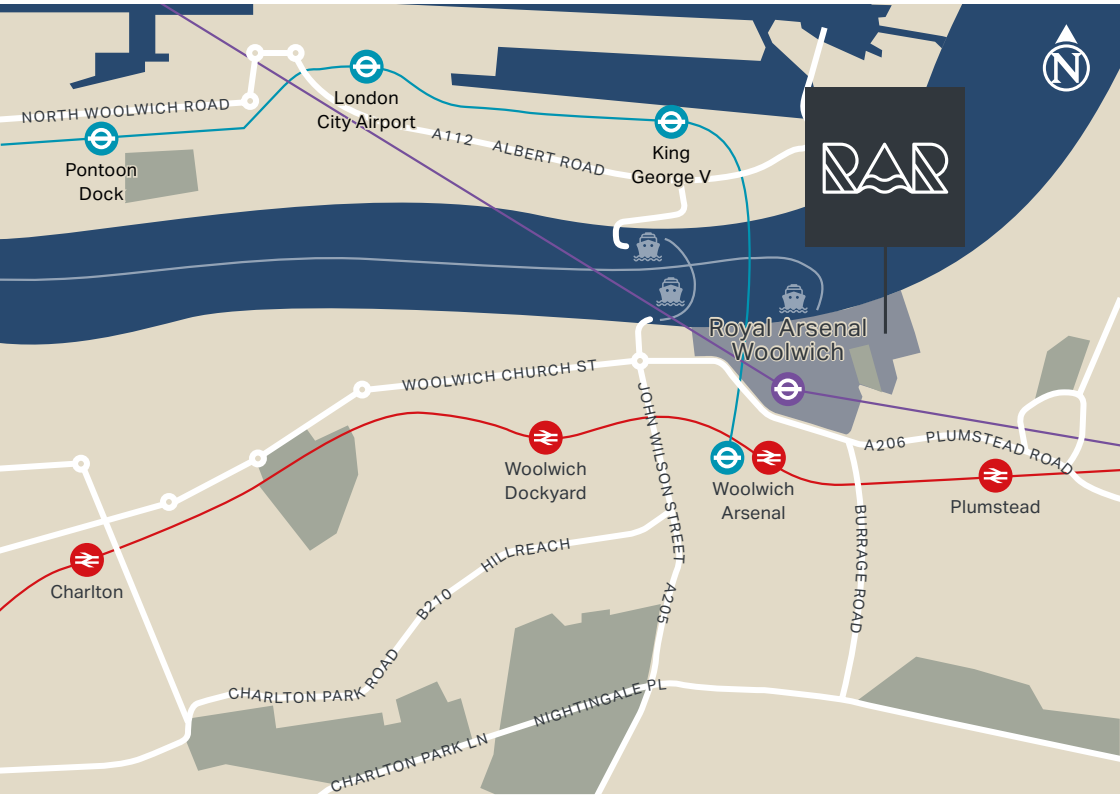 N
NORTH WOOLWICH ROAD
London
City Airport
Pontoon
Dock
A112 ALBERT ROAD
King
George V
RAR
Royal Arsenal
Woolwich
WOOLWICH CHURCH ST
JOHN WILSON STREET
A205
A206 PLUMSTEAD ROAD
Woolwich
Dockyard
Woolwich
Arsenal
Plumstead
BURRAGE ROAD
Charlton
HILLREACH
B210
CHARLTON PARK ROAD
NIGHTINGALE PL
CHARLTON PARK LN